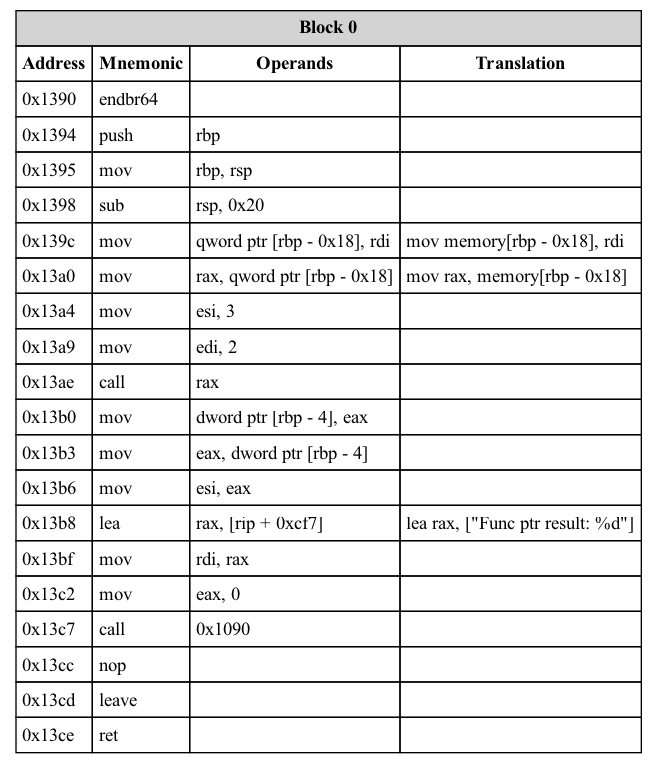 Block 0
Address Mnemonic Operands Translation
0x1390 endbr64
0x1394 push rbp
0x1395 mov rbp, rsp
0x1398 sub rsp, 0x20
0x139c mov qword ptr [rbp - 0x18], rdi mov memory[rbp - 0x18], rdi
0x13a0 mov rax, qword ptr [rbp - 0x18] mov rax, memory[rbp - 0x18]
0x13a4 mov esi, 3
0x13a9 mov edi, 2
0x13ae call rax
0x13b0 mov dword ptr [rbp - 4], eax
0x13b3 mov eax, dword ptr [rbp - 4]
0x13b6 mov esi, eax
0x13b8 lea rax, [rip + 0xcf7] lea rax, ["Func ptr result: %d"]
0x13bf mov rdi, rax
0x13c2 mov eax, 0
0x13c7 call 0x1090
0x13cc nop
0x13cd leave
0x13ce ret